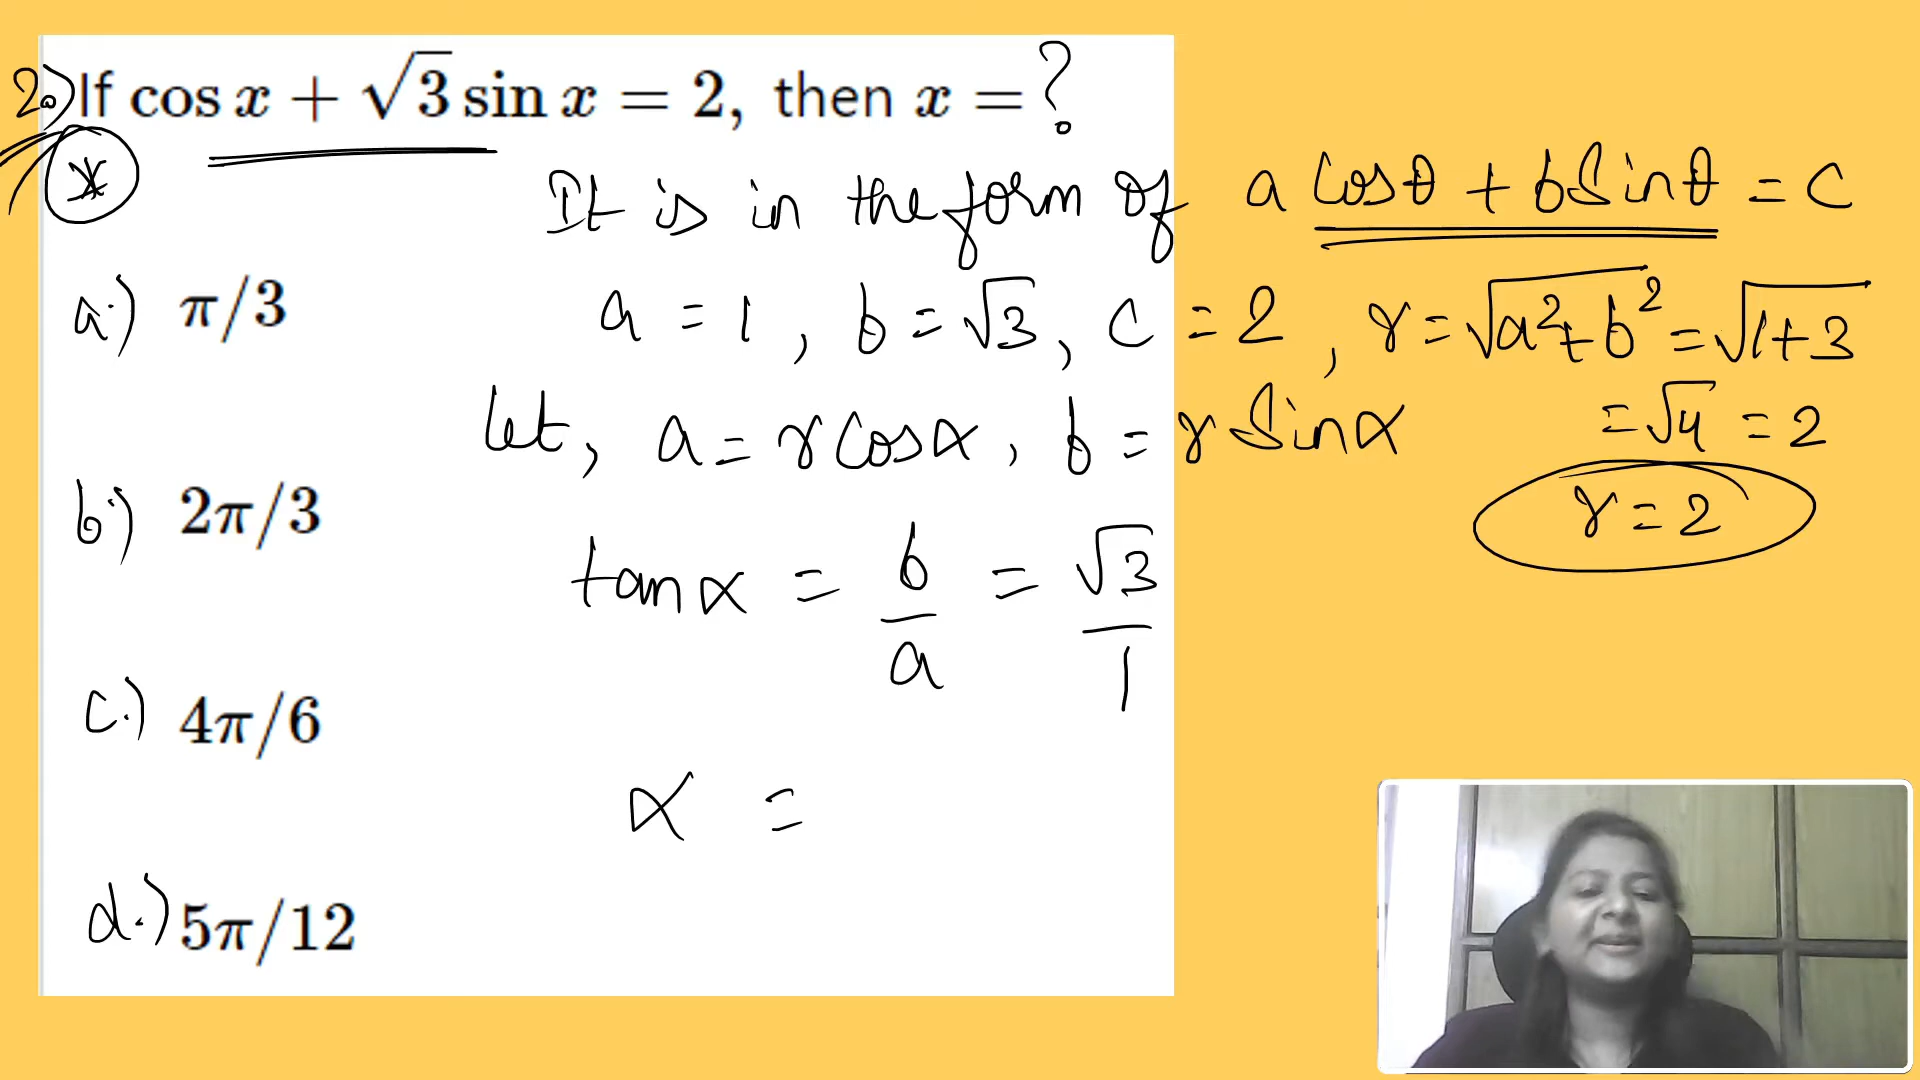 2.) If cos x + √3 sin x = 2, then x = ?
It is in the form of a cosθ + b sinθ = c
a.) π/3
a = 1, b = √3, c = 2, r = √a²+b² = √1+3
= √4 = 2
let, a = r cosα, b = r sinα
r = 2
b.) 2π/3
tanα = b/a = √3/1
c.) 4π/6
α =
d.) 5π/12